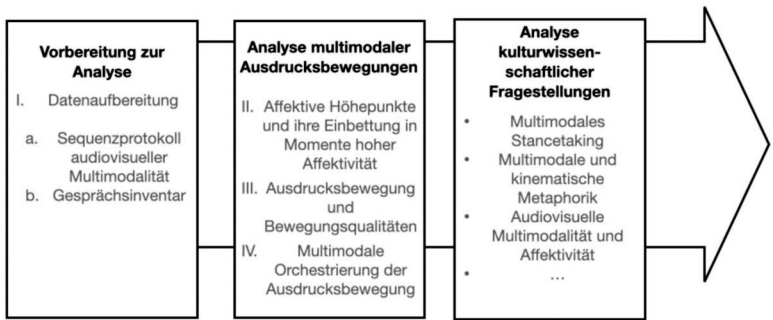 Vorbereitung zur
Analyse
I. Datenaufbereitung
a. Sequenzprotokoll
audiovisueller
Multimodalität
b. Gesprächsinventar
Analyse multimodaler
Ausdrucksbewegungen
II. Affektive Höhepunkte
und ihre Einbettung in
Momente hoher
Affektivität
III. Ausdrucksbewegung
und
Bewegungsqualitäten
IV. Multimodale
Orchestrierung der
Ausdrucksbewegung
Analyse
kulturwissen-
schaftlicher
Fragestellungen
• Multimodales
Stancetaking
• Multimodale und
kinematische
Metaphorik
• Audiovisuelle
Multimodalität und
Affektivität
• ...